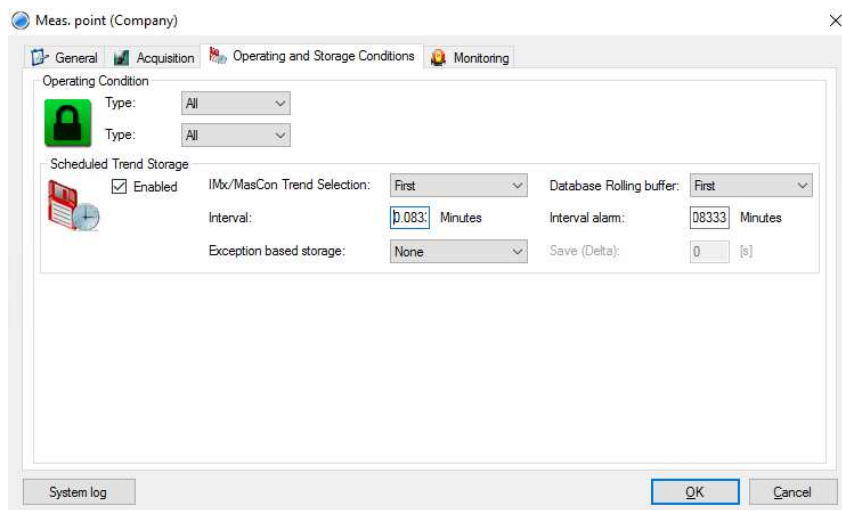 Meas. point (Company)
General Acquisition Operating and Storage Conditions Monitoring
Operating Condition
Type: All
Type: All
Scheduled Trend Storage
Enabled IMx/MasCon Trend Selection: First Database Rolling buffer: First
Interval: 0.083 Minutes Interval alarm: 08333 Minutes
Exception based storage: None Save (Delta): 0 [s]
System log OK Cancel